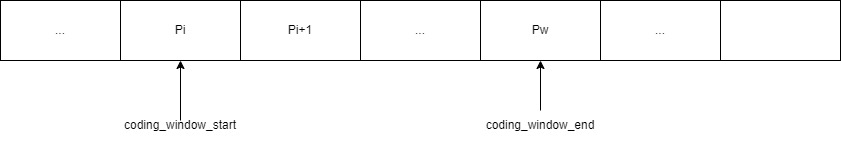 ... Pi Pi+1 ... Pw ...
coding_window_start coding_window_end